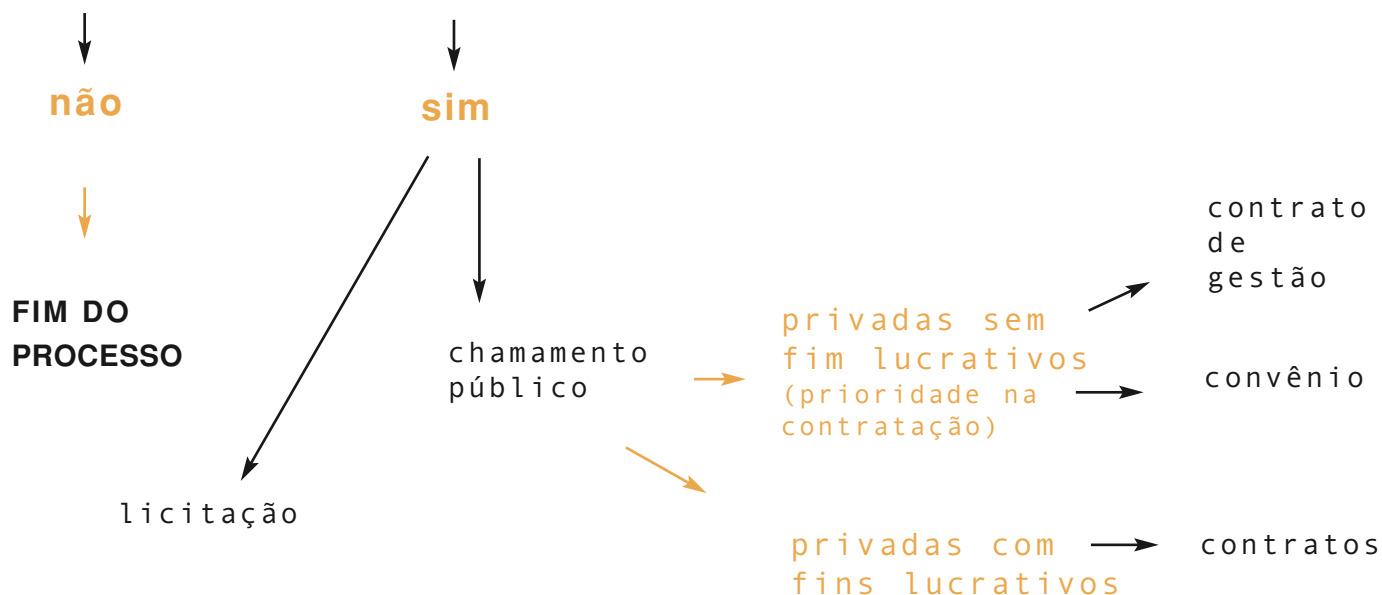 não
sim
FIM DO
PROCESSO
licitação
chamamento
público
privadas sem
fim lucrativos
(prioridade na
contratação)
contrato
de
gestão
convênio
privadas com
fins lucrativos
contratos